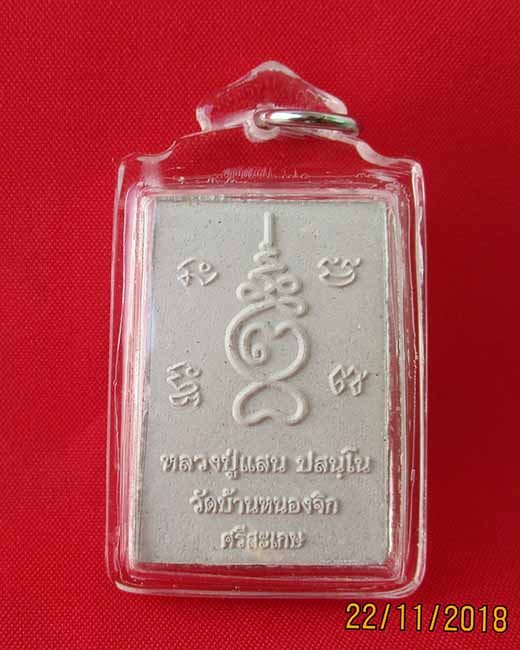 หลวงปู่แสน ปสนฺโน
วัดบ้านหนองจิก
ศรีสะเกษ
22/11/2018